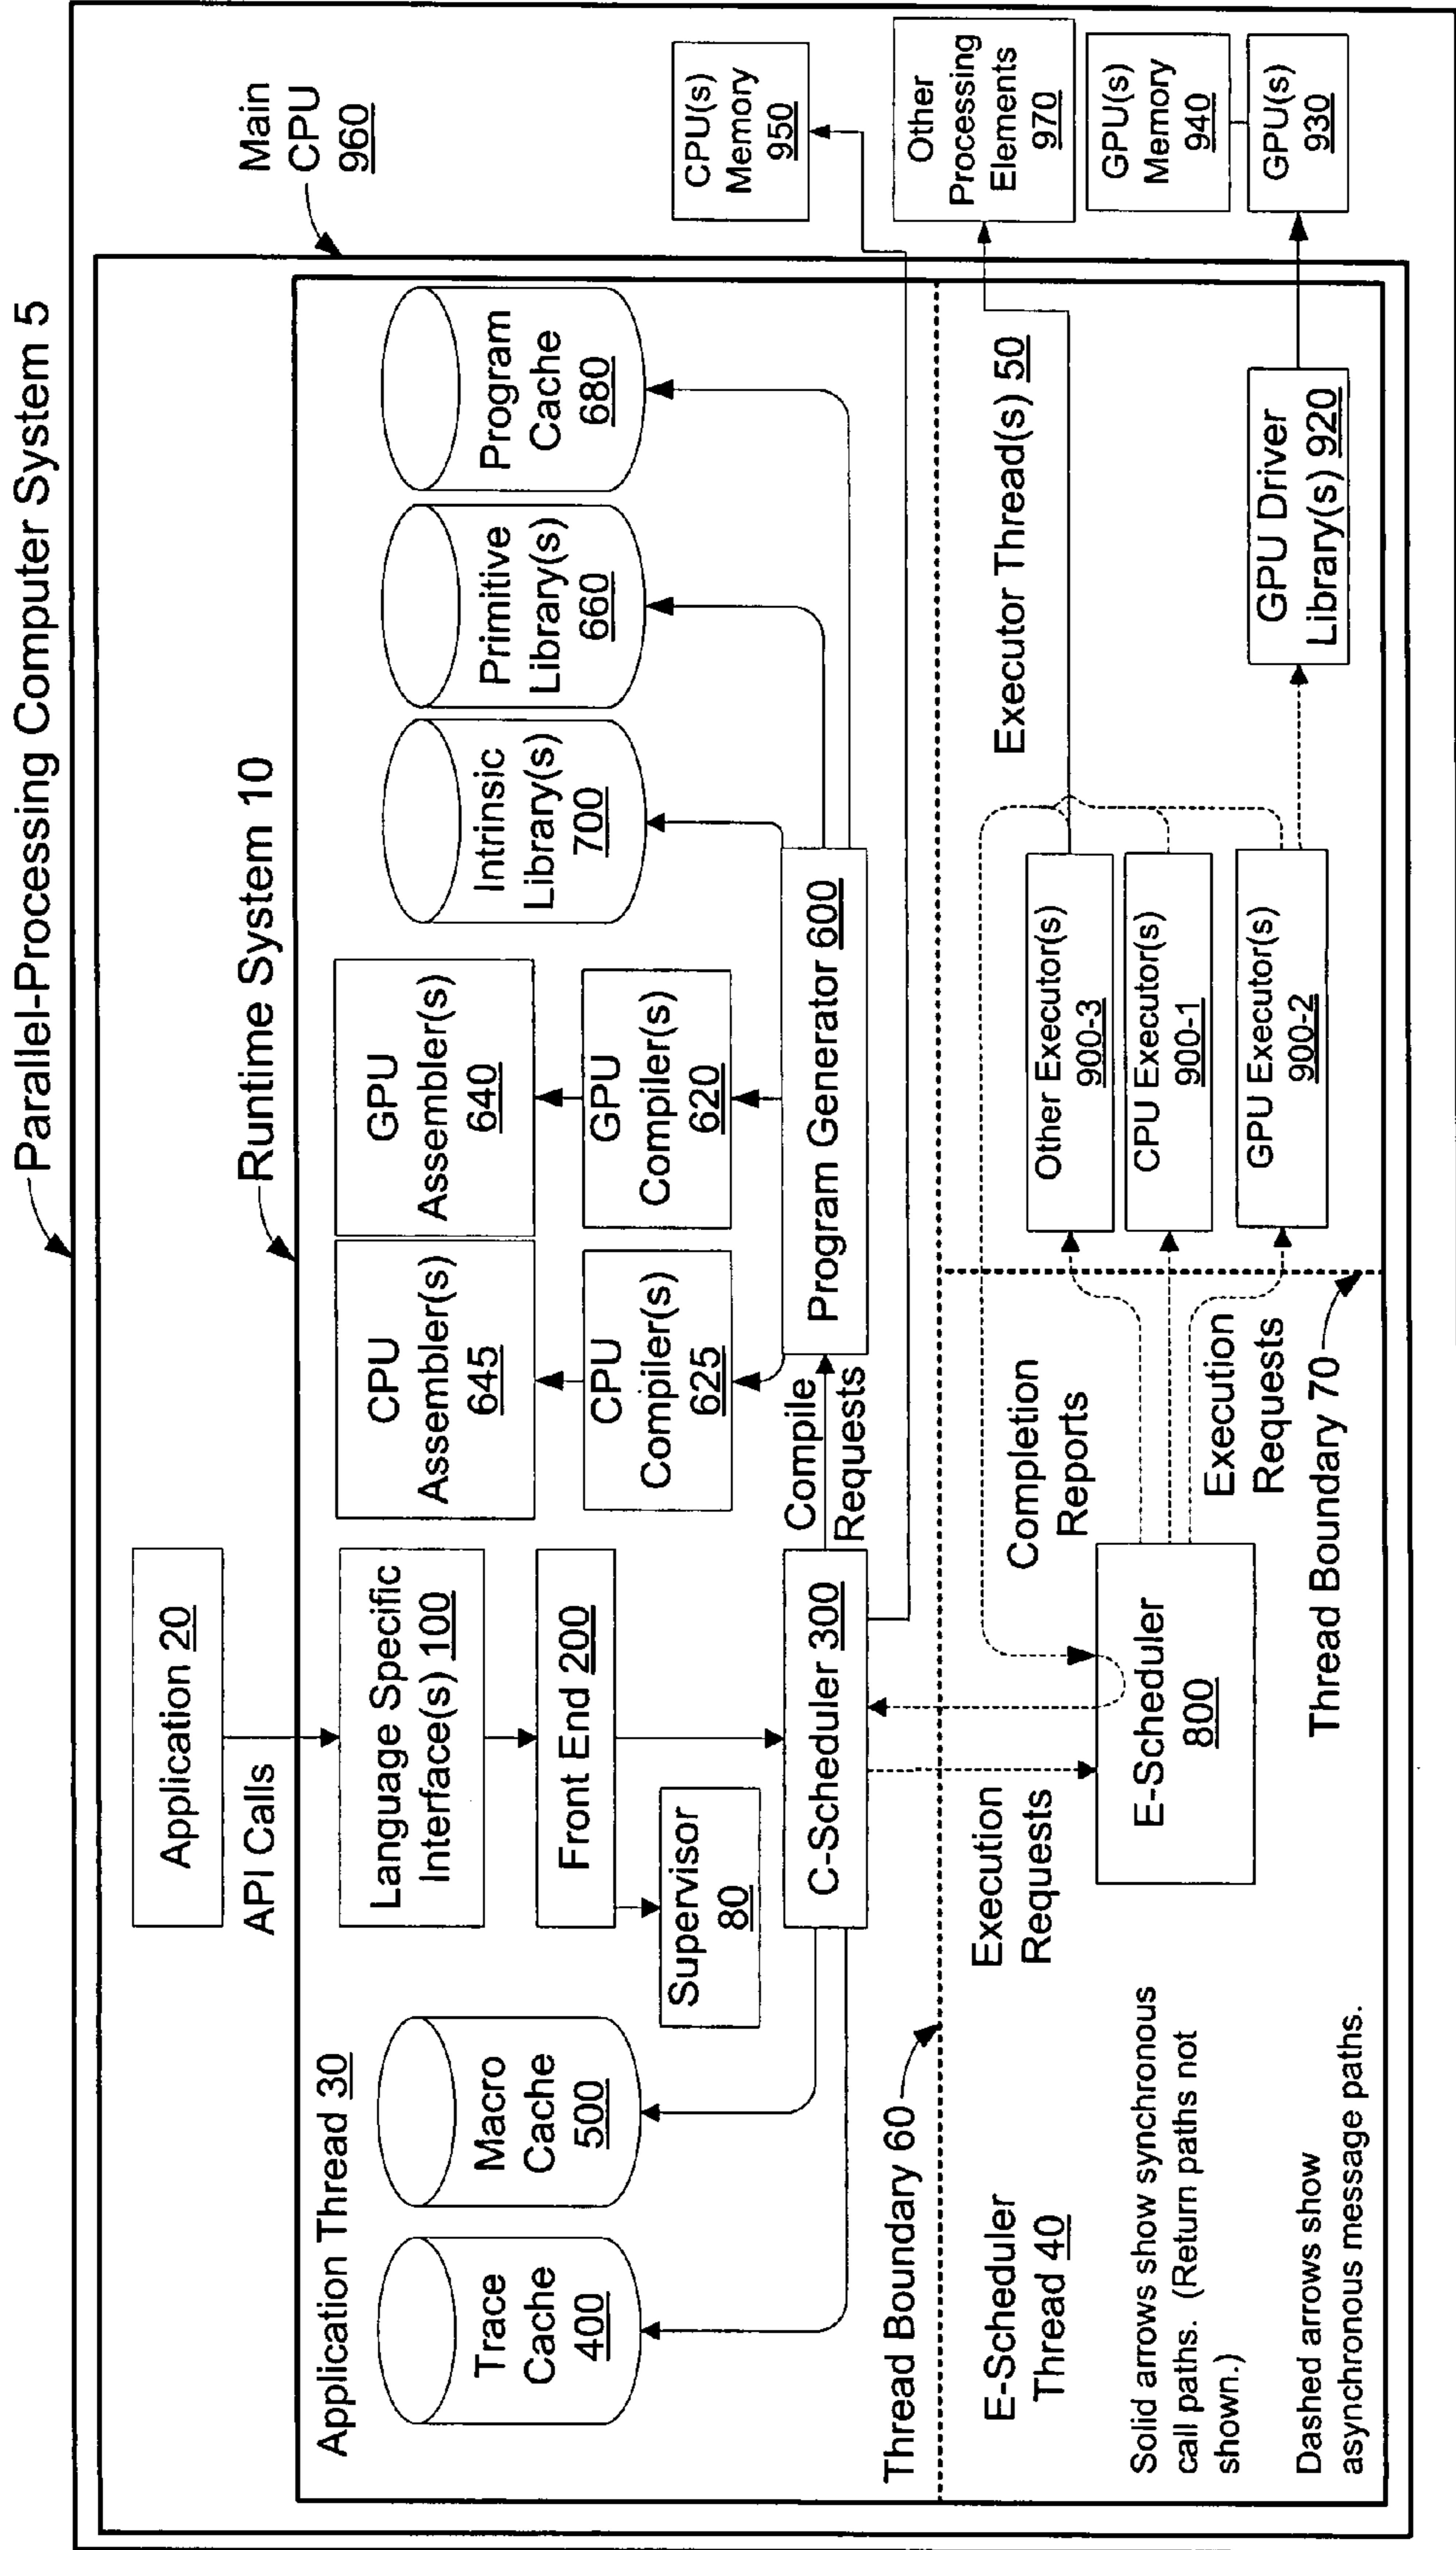 Parallel-Processing Computer System 5
Runtime System 10
Main
CPU
960
Application 20
API Calls
Application Thread 30
Trace
Cache
400
Macro
Cache
500
Language Specific
Interface(s) 100
Front End 200
Supervisor
80
C-Scheduler 300
CPU
Assembler(s)
645
GPU
Assembler(s)
640
CPU
Compiler(s)
625
GPU
Compiler(s)
620
Compile
Requests
Program Generator 600
Intrinsic
Library(s)
700
Primitive
Library(s)
660
Program
Cache
680
CPU(s)
Memory
950
Other
Processing
Elements
970
GPU(s)
Memory
940
GPU(s)
930
Thread Boundary 60
E-Scheduler
Thread 40
Execution
Requests
E-Scheduler
800
Completion
Reports
Execution
Requests
Thread Boundary 70
Executor Thread(s) 50
Other Executor(s)
900-3
CPU Executor(s)
900-1
GPU Executor(s)
900-2
GPU Driver
Library(s) 920
Solid arrows show synchronous
call paths. (Return paths not
shown.)
Dashed arrows show
asynchronous message paths.